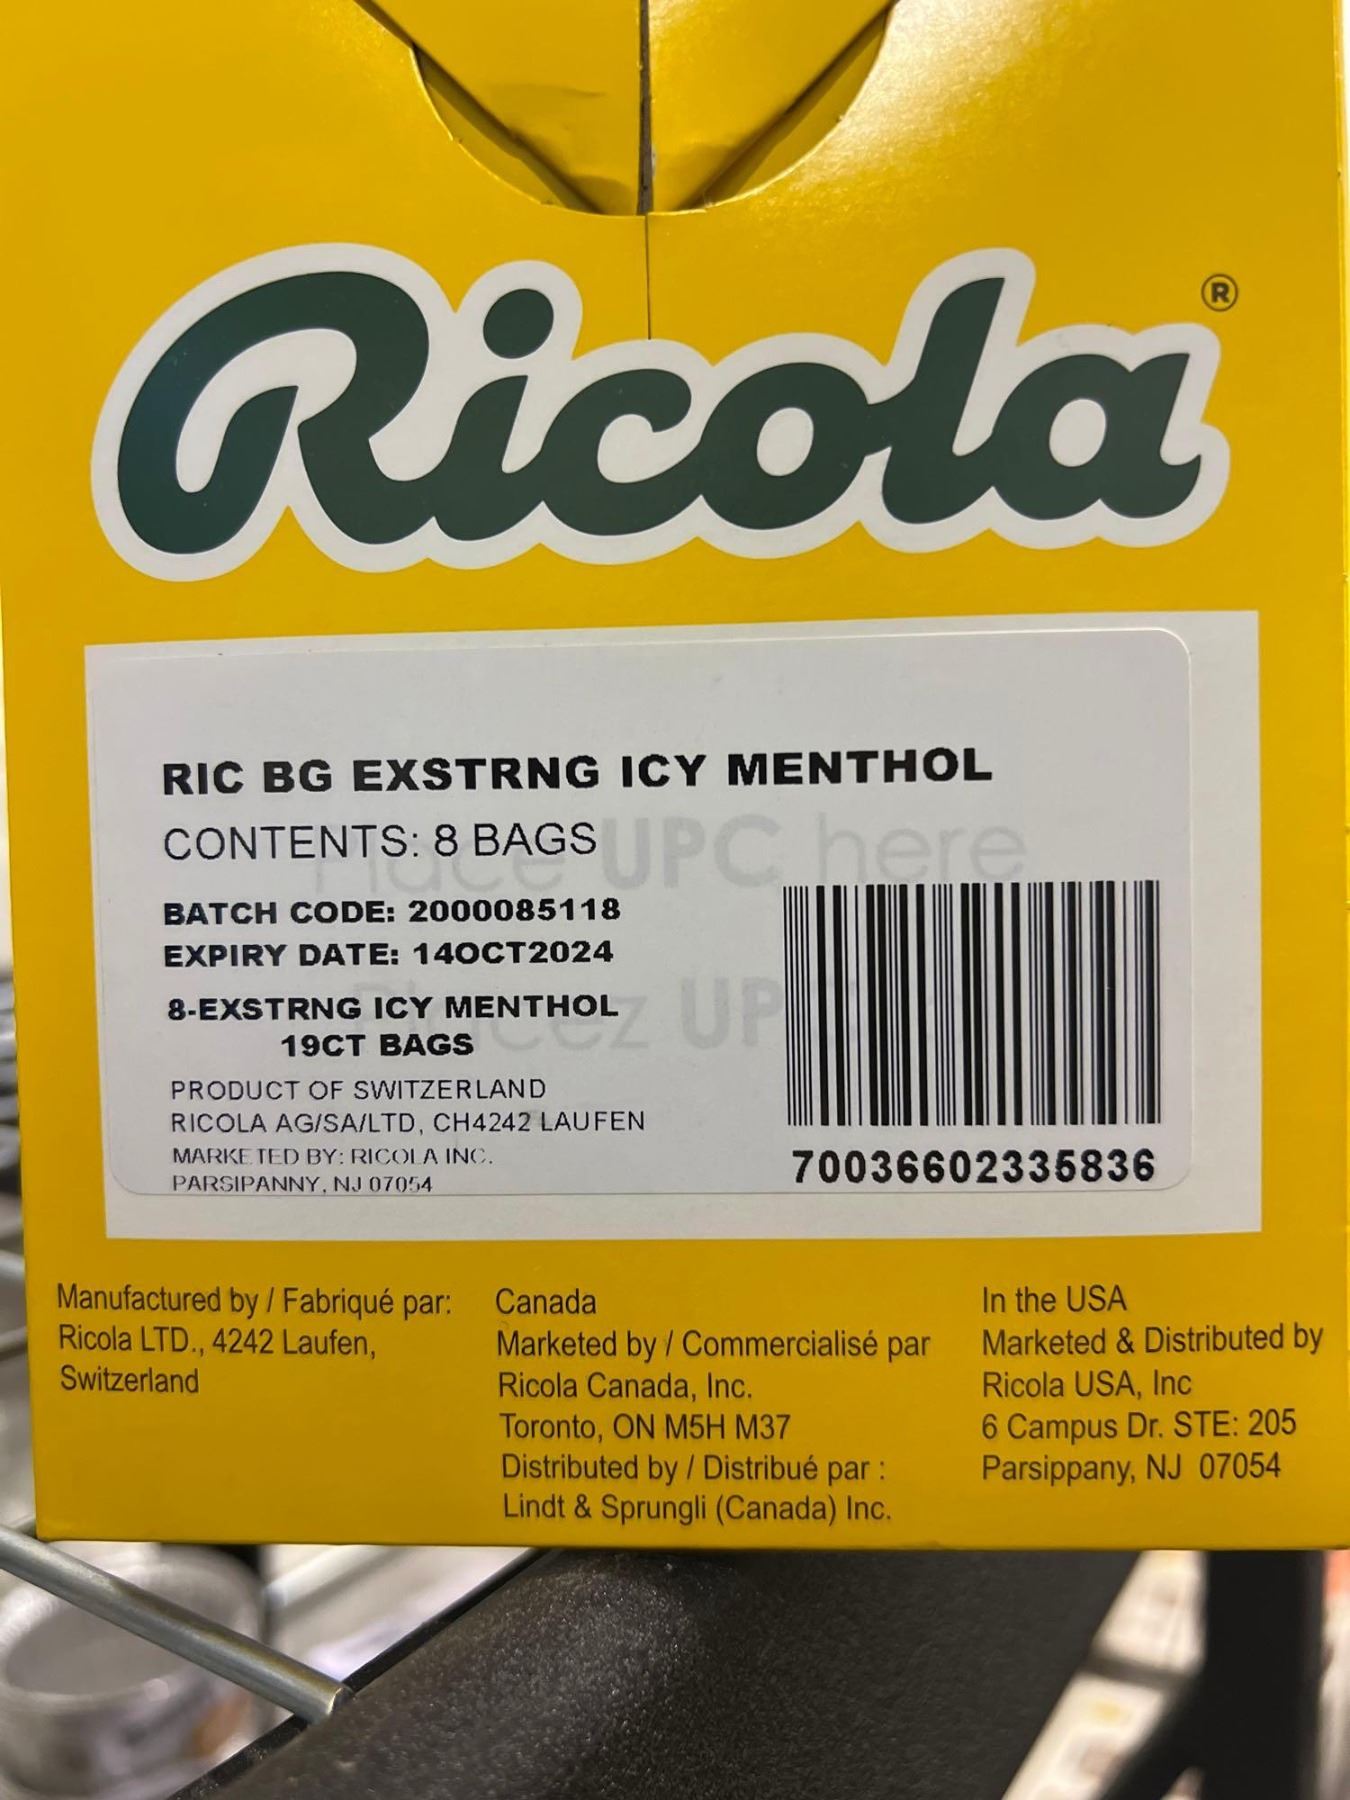 Ricola®
RIC BG EXSTRNG ICY MENTHOL
CONTENTS: 8 BAGS
Place UPC here
BATCH CODE: 2000085118
EXPIRY DATE: 14OCT2024
8-EXSTRNG ICY MENTHOL
Placez UP
19CT BAGS
PRODUCT OF SWITZERLAND
RICOLA AG/SA/LTD, CH4242 LAUFEN
MARKETED BY: RICOLA INC.
PARSIPANNY, NJ 07054
70036602335836
Manufactured by / Fabriqué par:
Ricola LTD., 4242 Laufen,
Switzerland
Canada
Marketed by / Commercialisé par
Ricola Canada, Inc.
Toronto, ON M5H M37
Distributed by / Distribué par :
Lindt & Sprungli (Canada) Inc.
In the USA
Marketed & Distributed by
Ricola USA, Inc
6 Campus Dr. STE: 205
Parsippany, NJ 07054